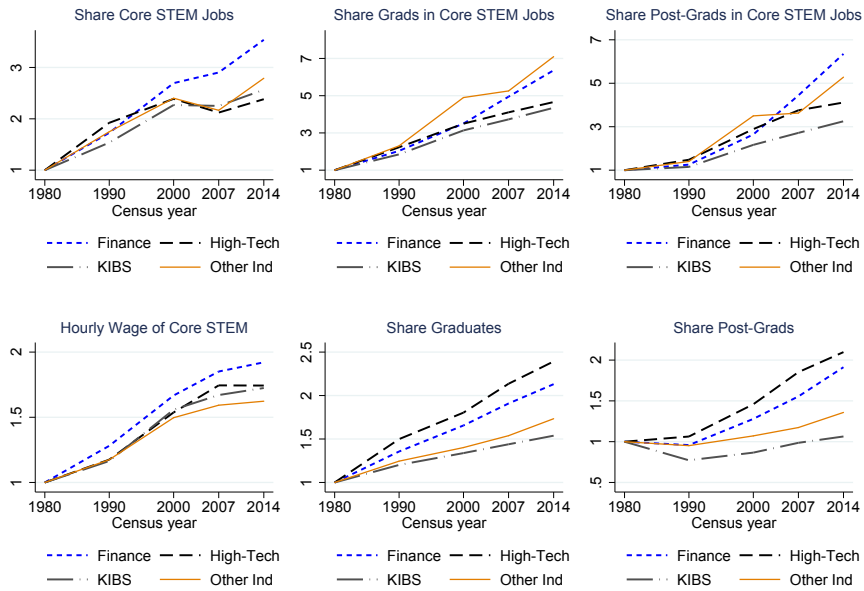 Share Core STEM Jobs
3
2
1
1980 1990 2000 2007 2014
Census year
Finance High-Tech
KIBS Other Ind
Share Grads in Core STEM Jobs
7
5
3
1
1980 1990 2000 2007 2014
Census year
Finance High-Tech
KIBS Other Ind
Share Post-Grads in Core STEM Jobs
7
5
3
1
1980 1990 2000 2007 2014
Census year
Finance High-Tech
KIBS Other Ind
Hourly Wage of Core STEM
2
1.5
1
1980 1990 2000 2007 2014
Census year
Finance High-Tech
KIBS Other Ind
Share Graduates
2.5
2
1.5
1
1980 1990 2000 2007 2014
Census year
Finance High-Tech
KIBS Other Ind
Share Post-Grads
2
1.5
1
.5
1980 1990 2000 2007 2014
Census year
Finance High-Tech
KIBS Other Ind